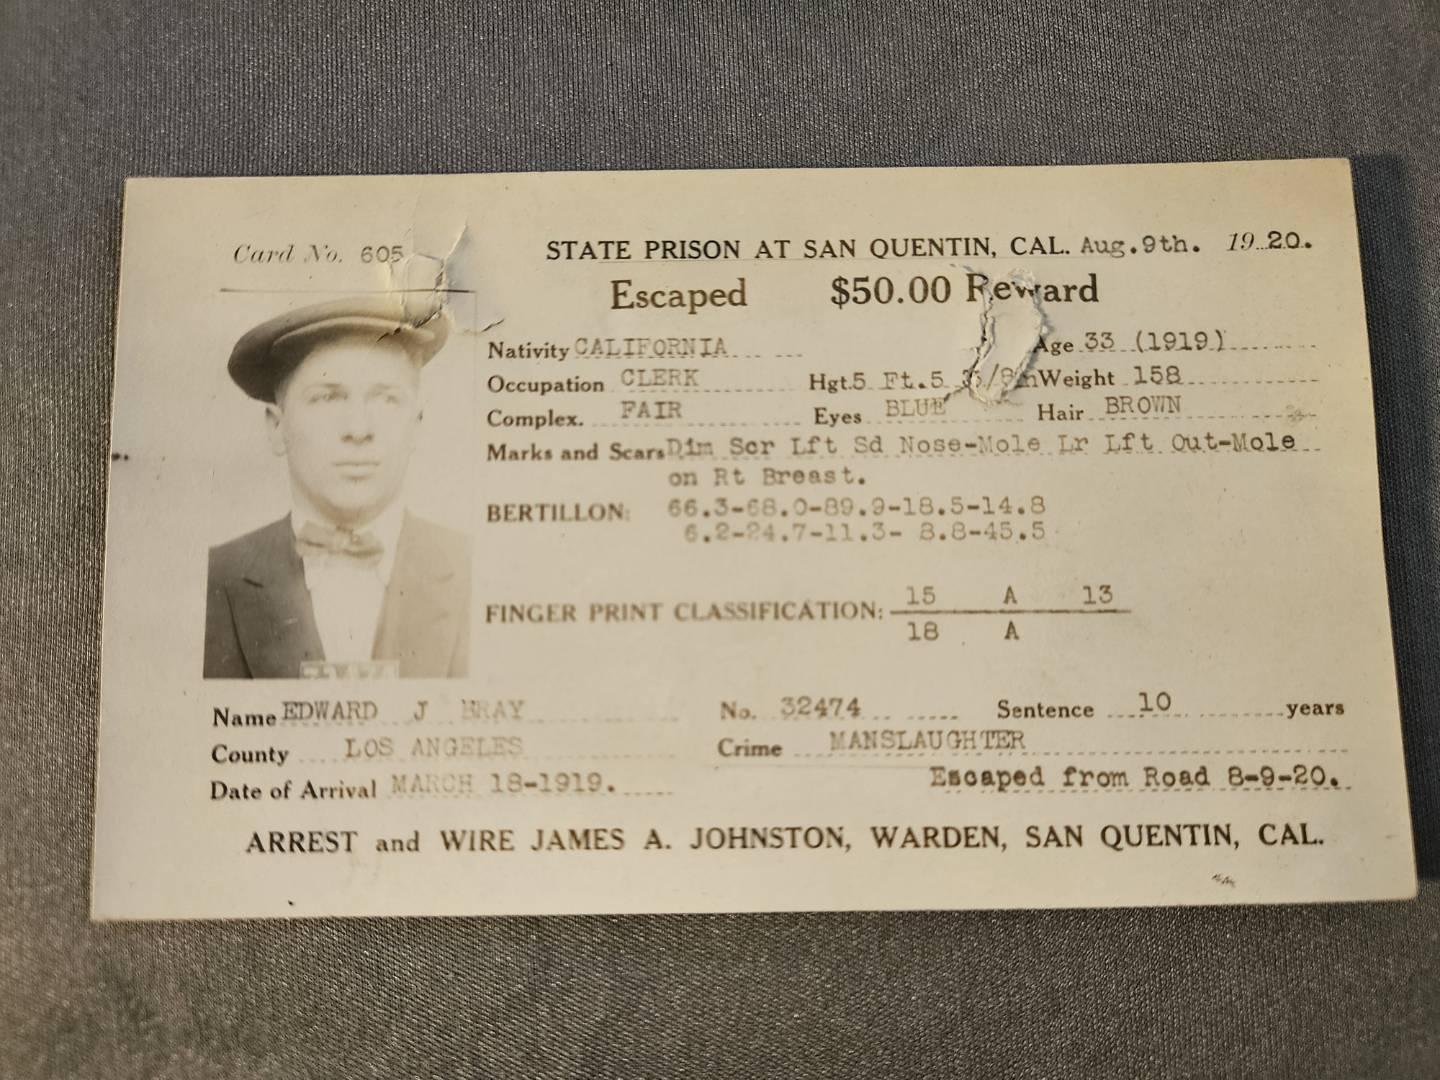 Card No. 605
STATE PRISON AT SAN QUENTIN, CAL. Aug. 9th. 1920.
Escaped $50.00 Reward
Nativity CALIFORNIA Age 33 (1919)
Occupation CLERK Hgt. 5 Ft. 5 Weight 158
Complex. FAIR Eyes BLUE Hair BROWN
Marks and Scars Dim Scr Lft Sd Nose-Mole Lr Lft Out-Mole
on Rt Breast.
BERTILLON: 66.3-68.0-89.9-18.5-14.8
6.2-24.7-11.3- 8.8-45.5
15 A 13
FINGER PRINT CLASSIFICATION:
18 A
Name EDWARD J BRAY No. 32474 Sentence 10 years
County LOS ANGELES Crime MANSLAUGHTER
Date of Arrival MARCH 18-1919. Escaped from Road 8-9-20.
ARREST and WIRE JAMES A. JOHNSTON, WARDEN, SAN QUENTIN, CAL.